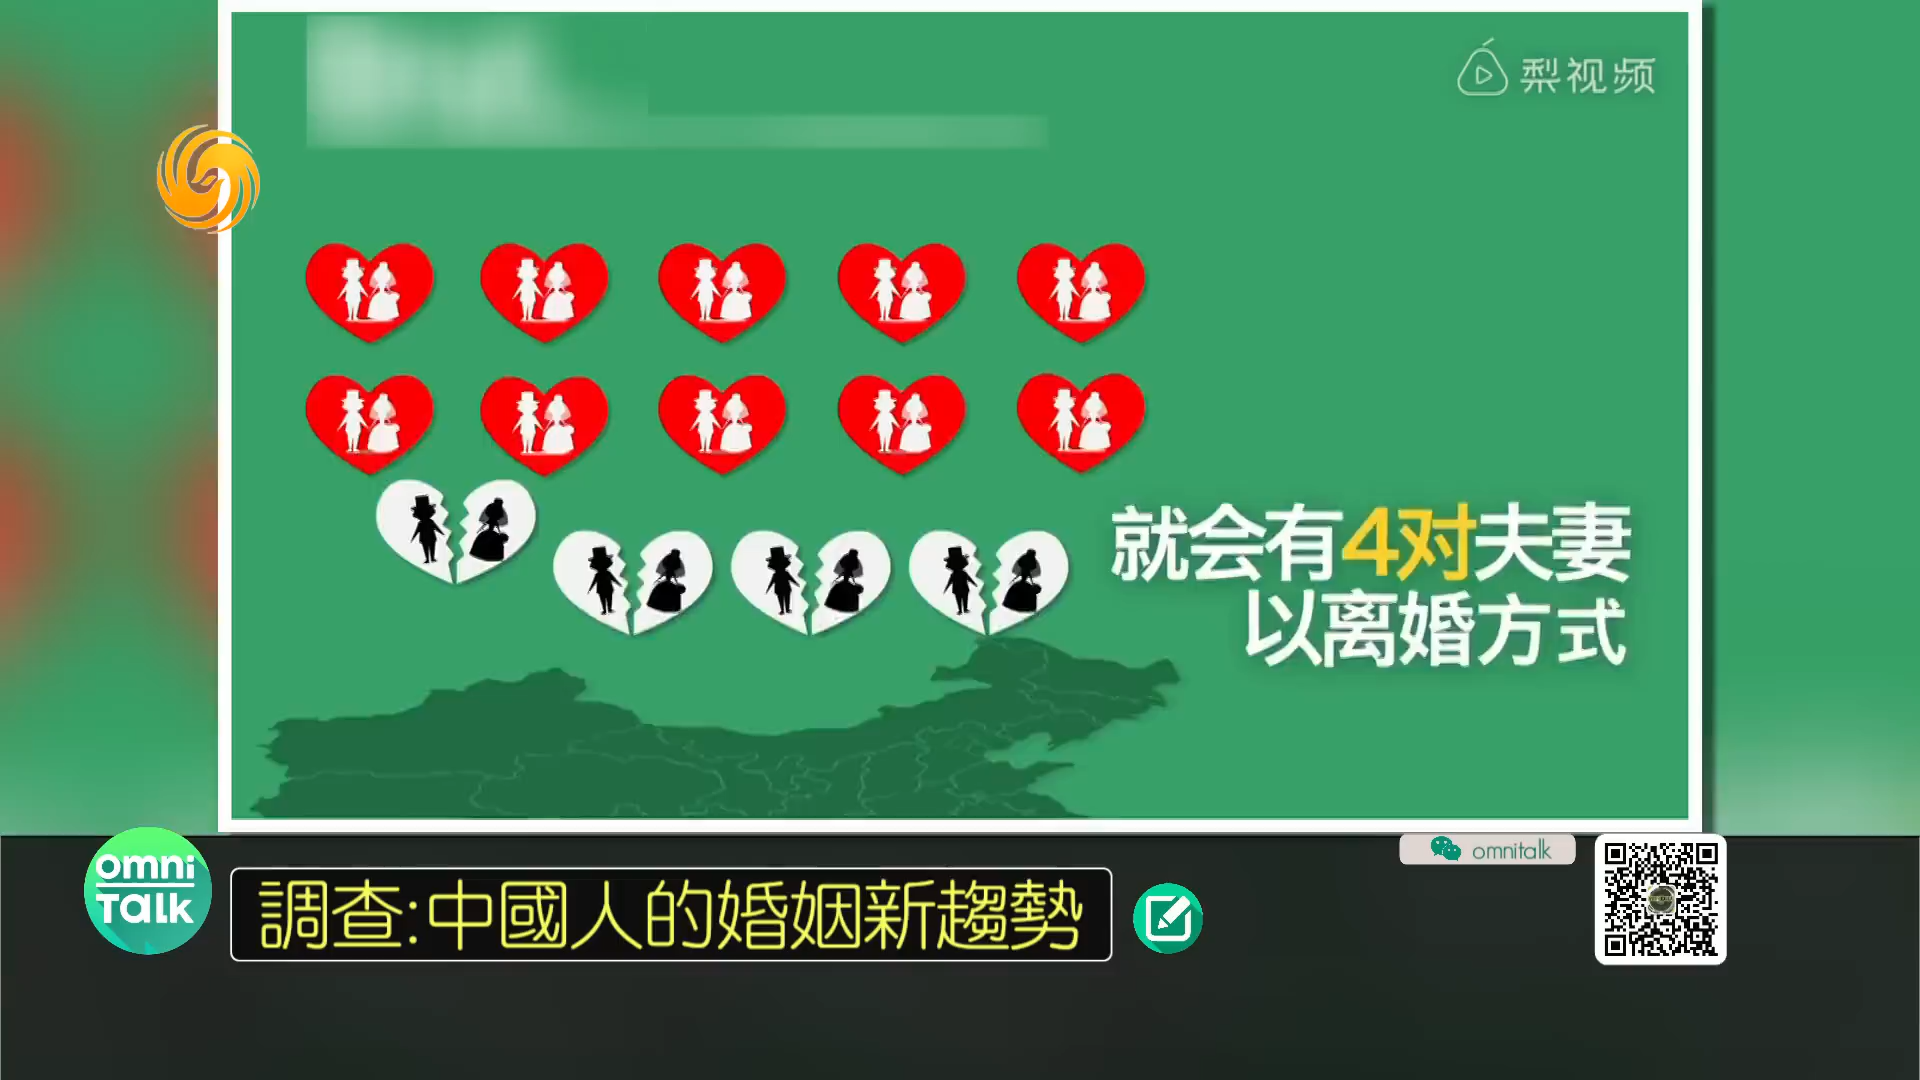 梨视频
就会有4对夫妻
以离婚方式
omni
Talk
調查:中國人的婚姻新趨勢
omnitalk